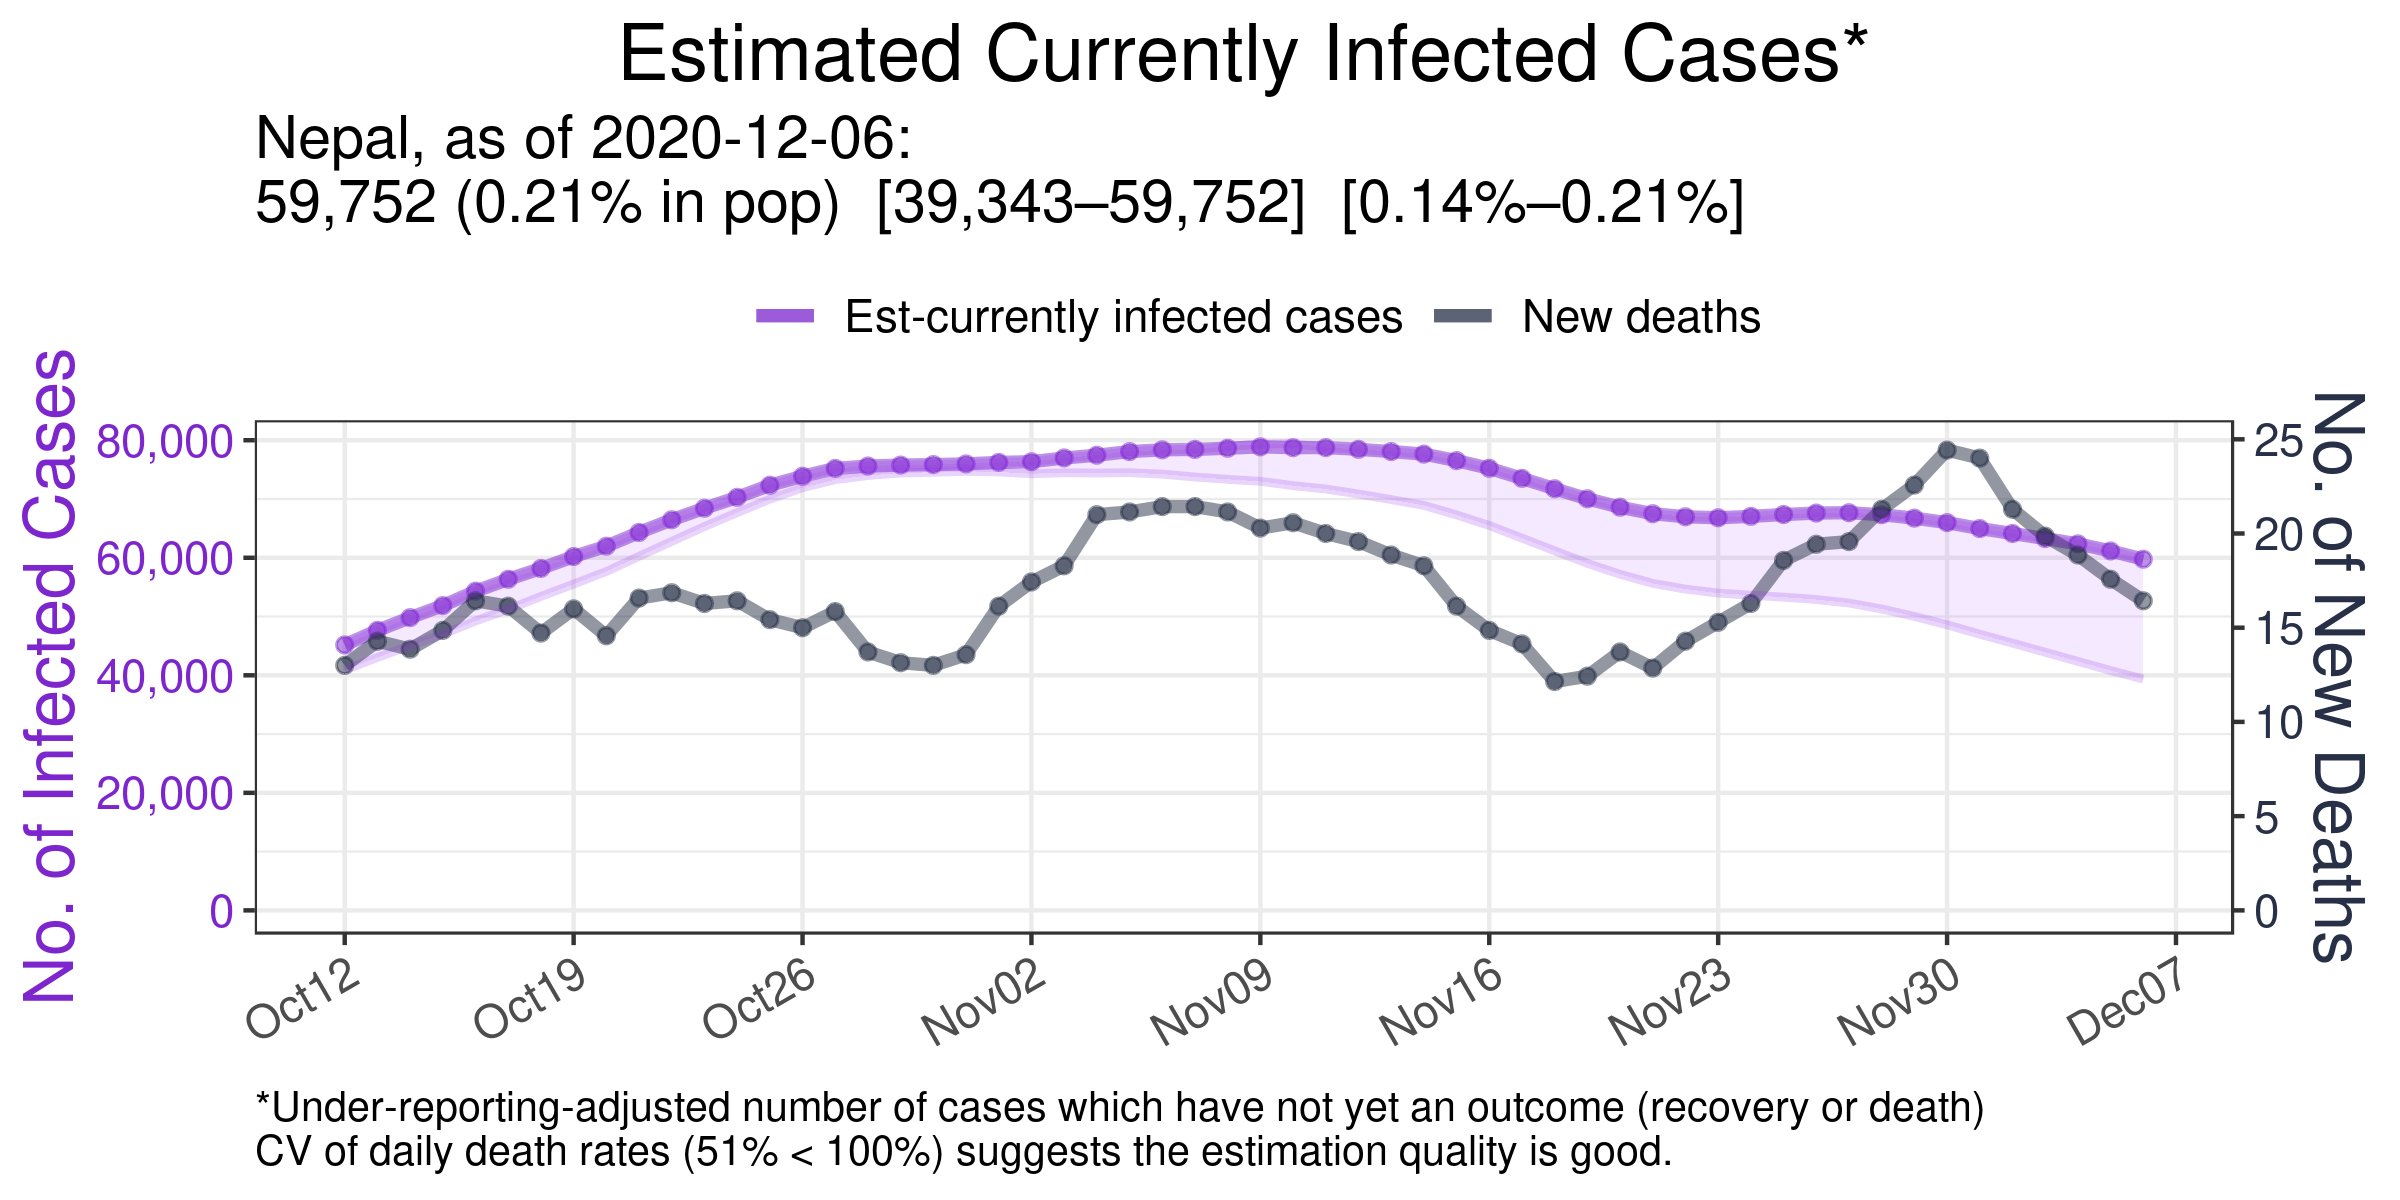 Estimated Currently Infected Cases*
Nepal, as of 2020-12-06:
59,752 (0.21% in pop)  [39,343–59,752]  [0.14%–0.21%]
Est-currently infected cases
New deaths
No. of Infected Cases
80,000
60,000
40,000
20,000
0
25
20
15
10
5
0
No. of New Deaths
Oct12
Oct19
Oct26
Nov02
Nov09
Nov16
Nov23
Nov30
Dec07
*Under-reporting-adjusted number of cases which have not yet an outcome (recovery or death)
CV of daily death rates (51% < 100%) suggests the estimation quality is good.